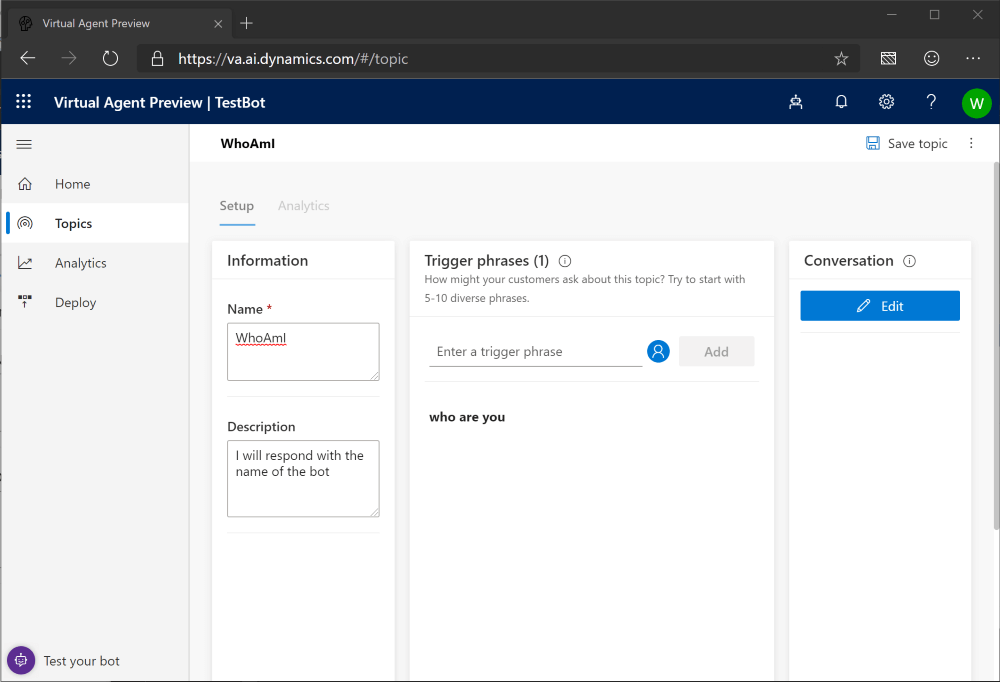 Virtual Agent Preview
https://va.ai.dynamics.com/#/topic
Virtual Agent Preview | TestBot
?
W
WhoAmI
Save topic
Home
Topics
Analytics
Deploy
Test your bot
Setup
Analytics
Information
Name *
WhoAmI
Description
I will respond with the
name of the bot
Trigger phrases (1)
How might your customers ask about this topic? Try to start with
5-10 diverse phrases.
Enter a trigger phrase
Add
who are you
Conversation
Edit